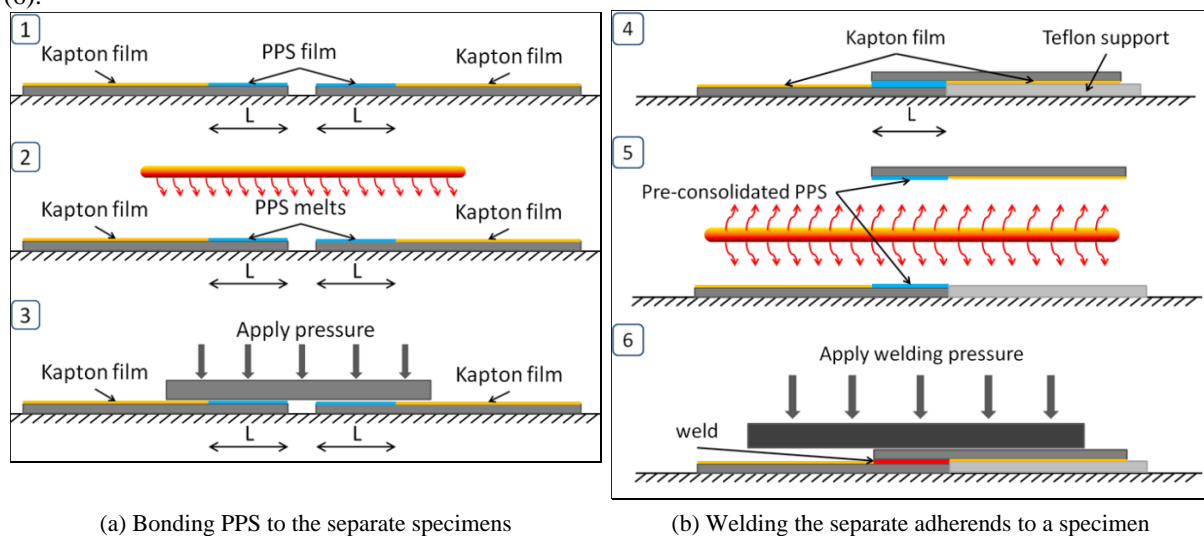 (6).
1
Kapton film
PPS film
Kapton film
L
L
2
Kapton film
PPS melts
Kapton film
L
L
3
Apply pressure
Kapton film
Kapton film
L
L
4
Kapton film
Teflon support
L
5
Pre-consolidated PPS
6
Apply welding pressure
weld
(a) Bonding PPS to the separate specimens
(b) Welding the separate adherends to a specimen